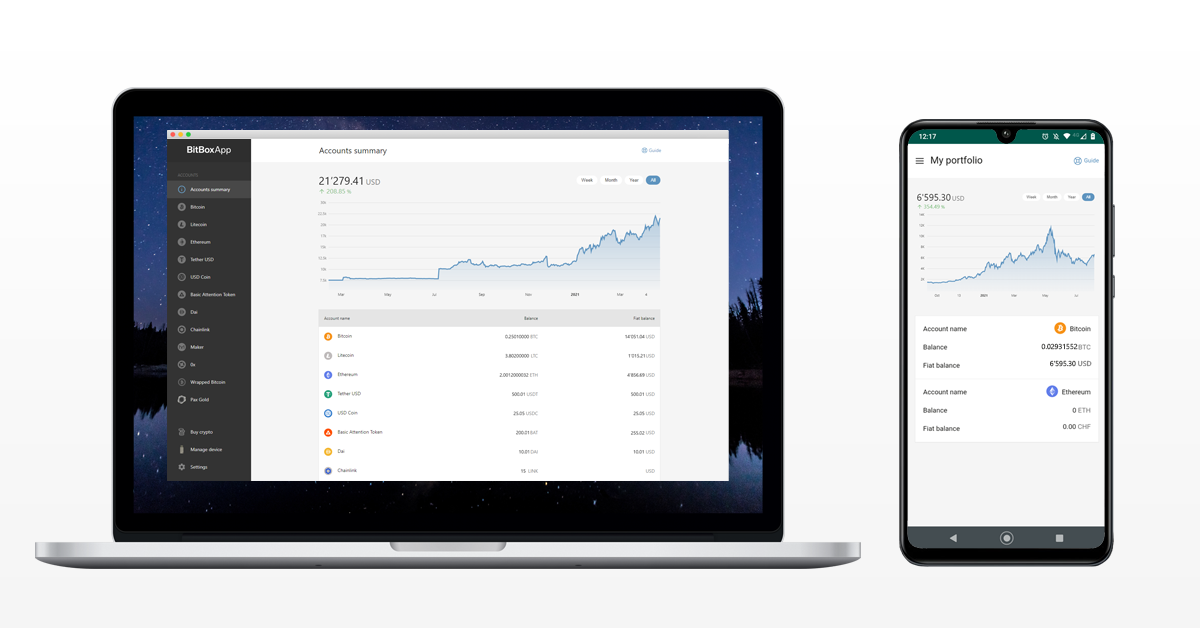 BitBoxApp
ACCOUNTS
Accounts summary
Bitcoin
Litecoin
Ethereum
Tether USD
USD Coin
Basic Attention Token
Dai
Chainlink
Maker
0x
Wrapped Bitcoin
Pax Gold
Buy crypto
Manage device
Settings
Accounts summary
Guide
21'279.41 USD
208.85 %
Week Month Year All
Mar May Jul Sep Nov 2021 Mar
Account name Balance Fiat balance
Bitcoin 0.25010000 BTC 14'051.04 USD
Litecoin 3.80200000 LTC 1'015.21 USD
Ethereum 2.0012000032 ETH 4'856.69 USD
Tether USD 500.01 USDT 500.01 USD
USD Coin 25.05 USDC 25.05 USD
Basic Attention Token 200.01 BAT 255.02 USD
Dai 10.01 DAI 10.01 USD
Chainlink 15 LINK USD
12:17
My portfolio
Guide
6'595.30 USD
354.49 %
Week Month Year All
2021 Mar May Jul
Account name Bitcoin
Balance 0.02931552 BTC
Fiat balance 6'595.30 USD
Account name Ethereum
Balance 0 ETH
Fiat balance 0.00 CHF